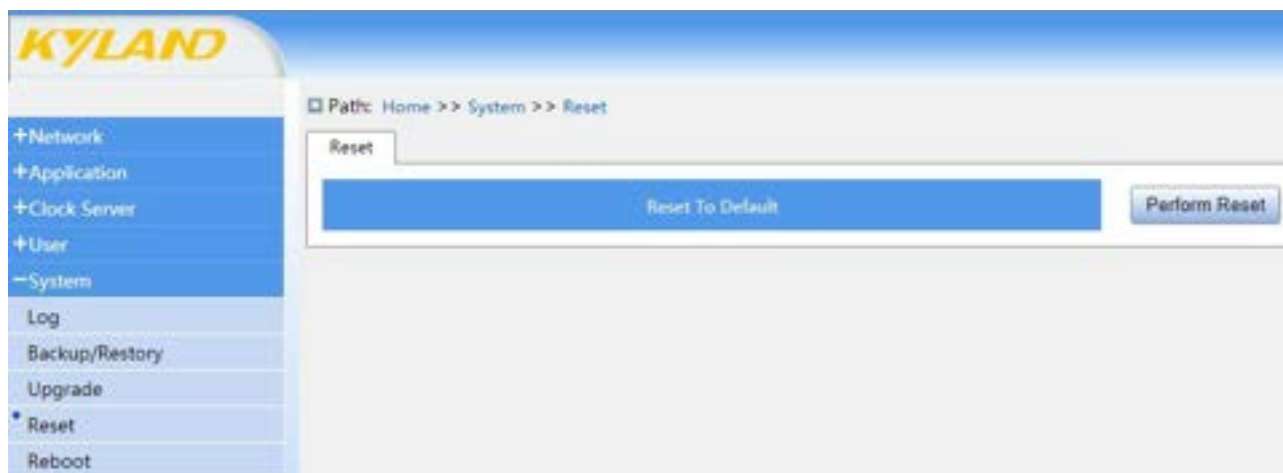 KYLAND
Path: Home >> System >> Reset
+Network
+Application
+Clock Server
+User
−System
Log
Backup/Restory
Upgrade
Reset
Reboot
Reset
Reset To Default
Perform Reset